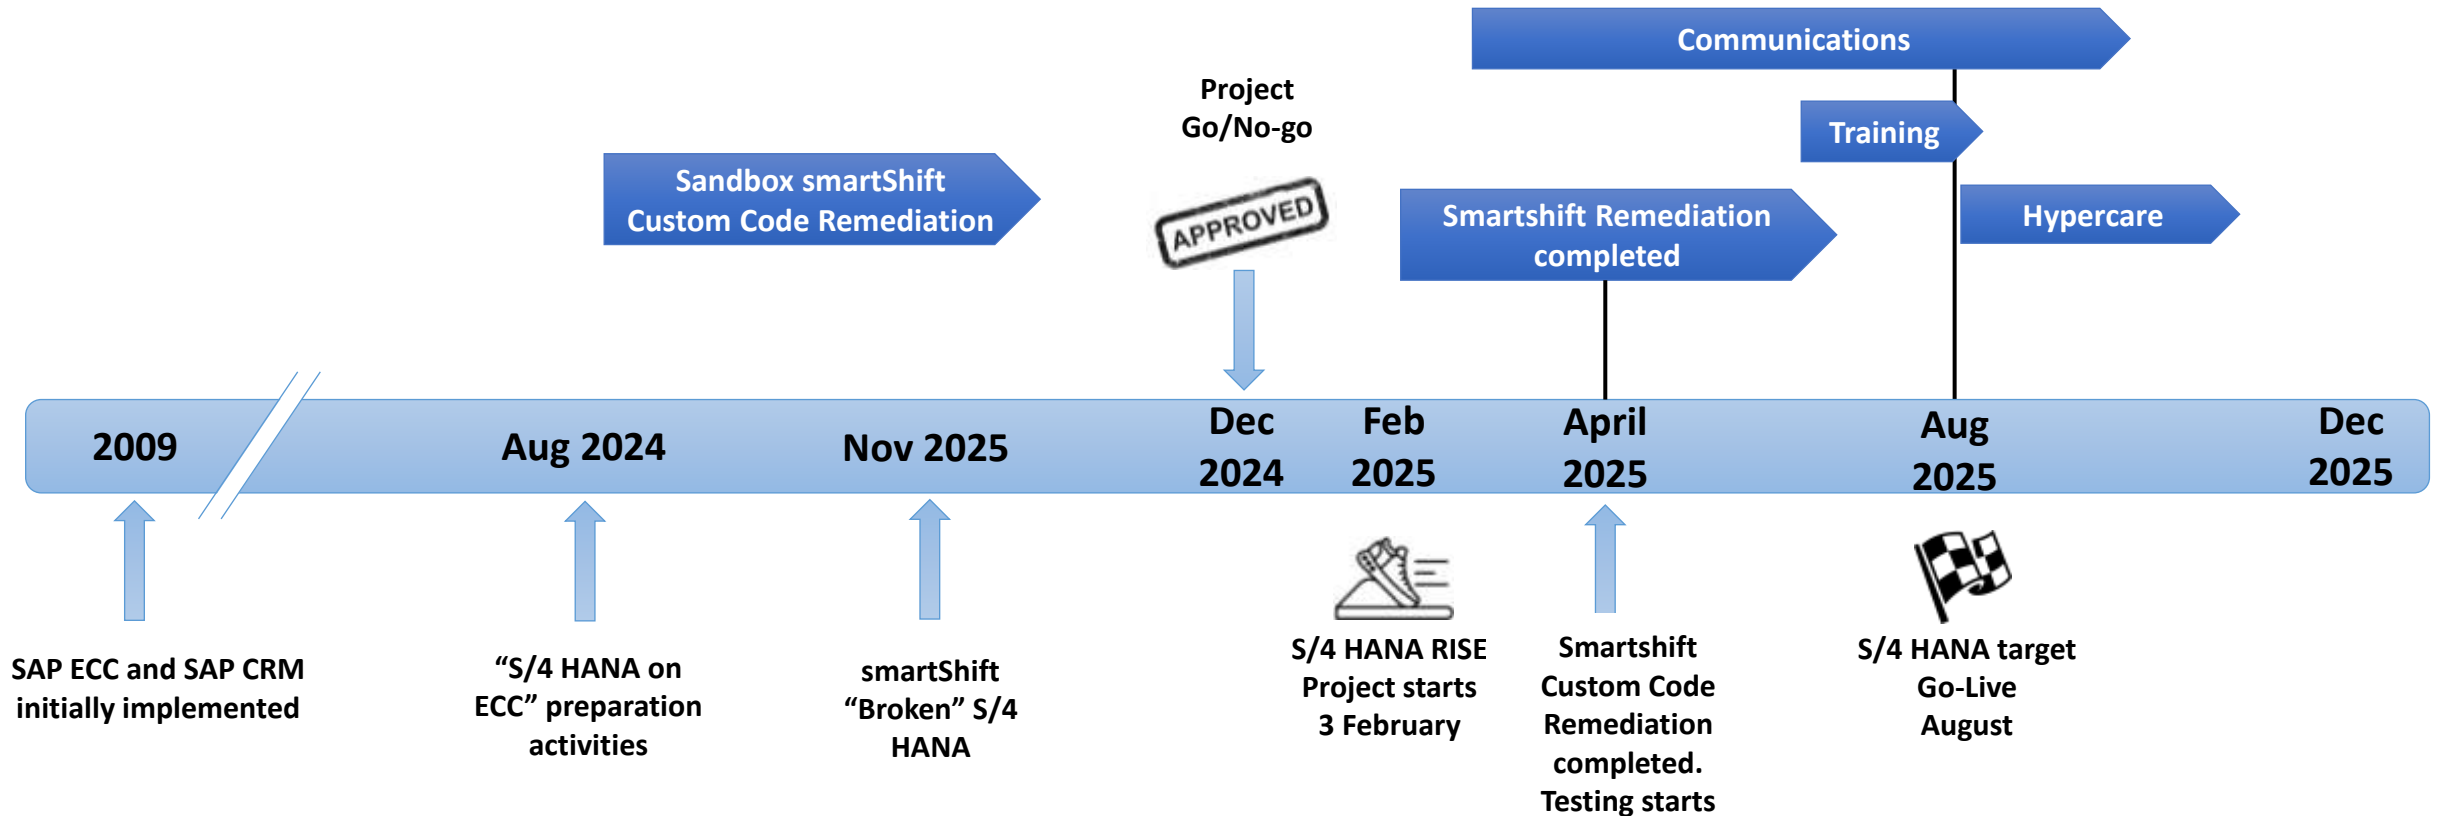 Communications
Project
Go/No-go
Training
Sandbox smartShift
Custom Code Remediation
APPROVED
Smartshift Remediation
completed
Hypercare
2009
Aug 2024
Nov 2025
Dec
2024
Feb
2025
April
2025
Aug
2025
Dec
2025
SAP ECC and SAP CRM
initially implemented
“S/4 HANA on
ECC” preparation
activities
smartShift
“Broken” S/4
HANA
S/4 HANA RISE
Project starts
3 February
Smartshift
Custom Code
Remediation
completed.
Testing starts
S/4 HANA target
Go-Live
August